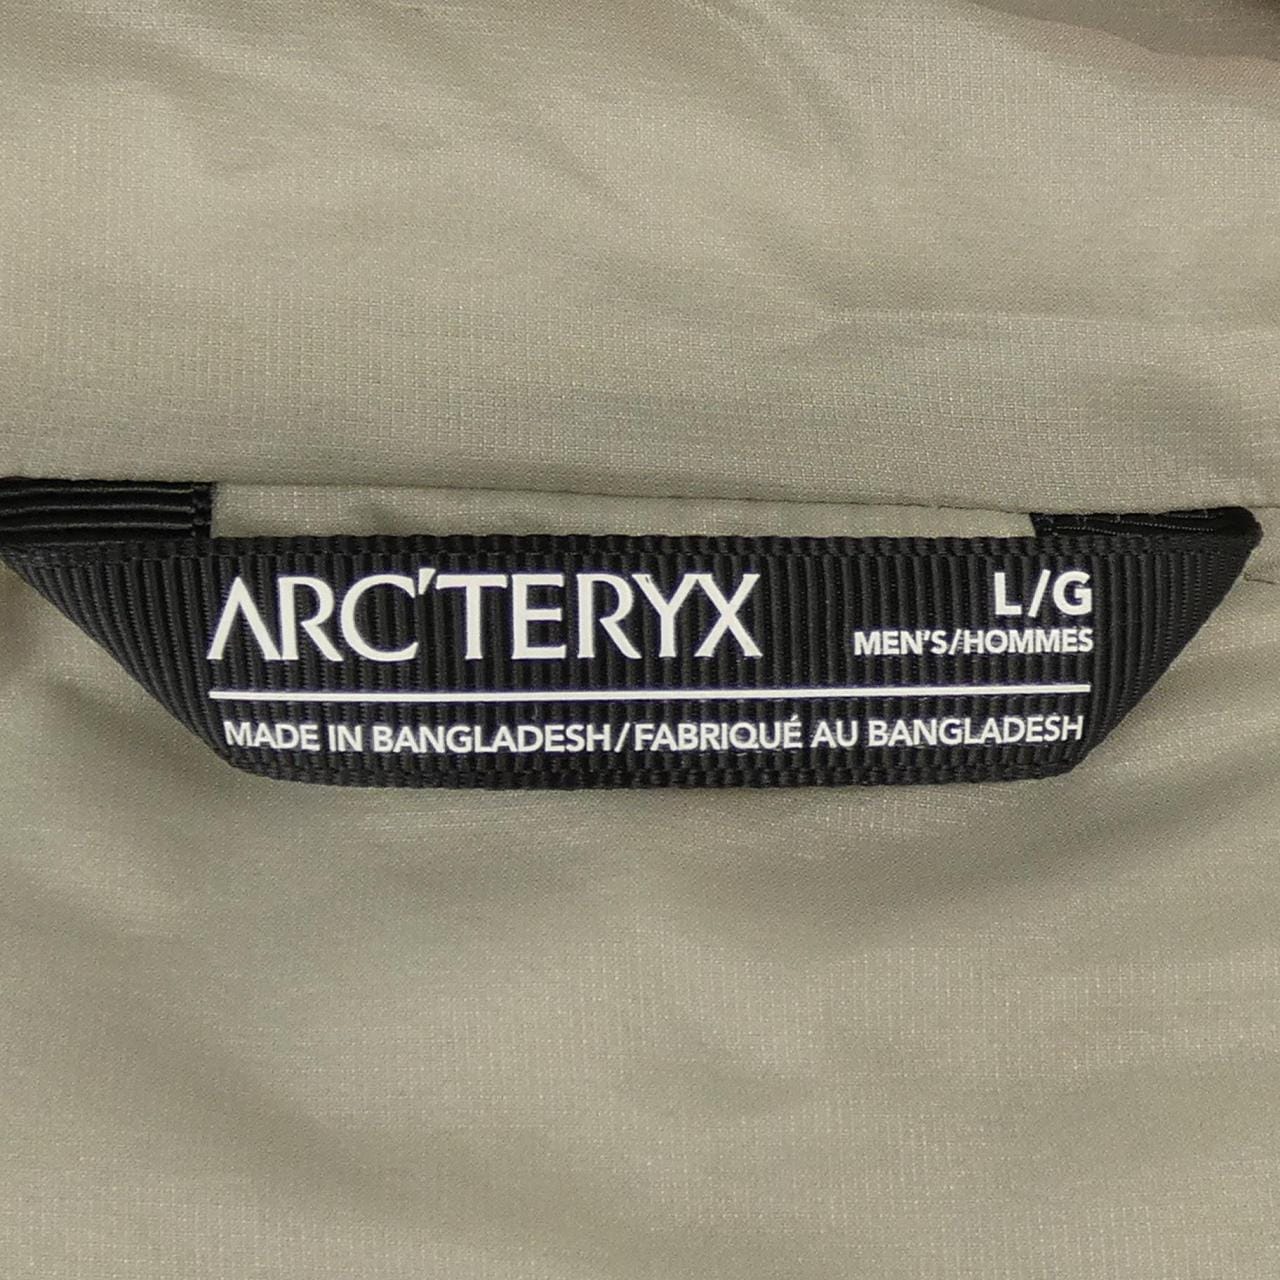 ARC'TERYX
L/G
MEN'S/HOMMES
MADE IN BANGLADESH/FABRIQUÉ AU BANGLADESH